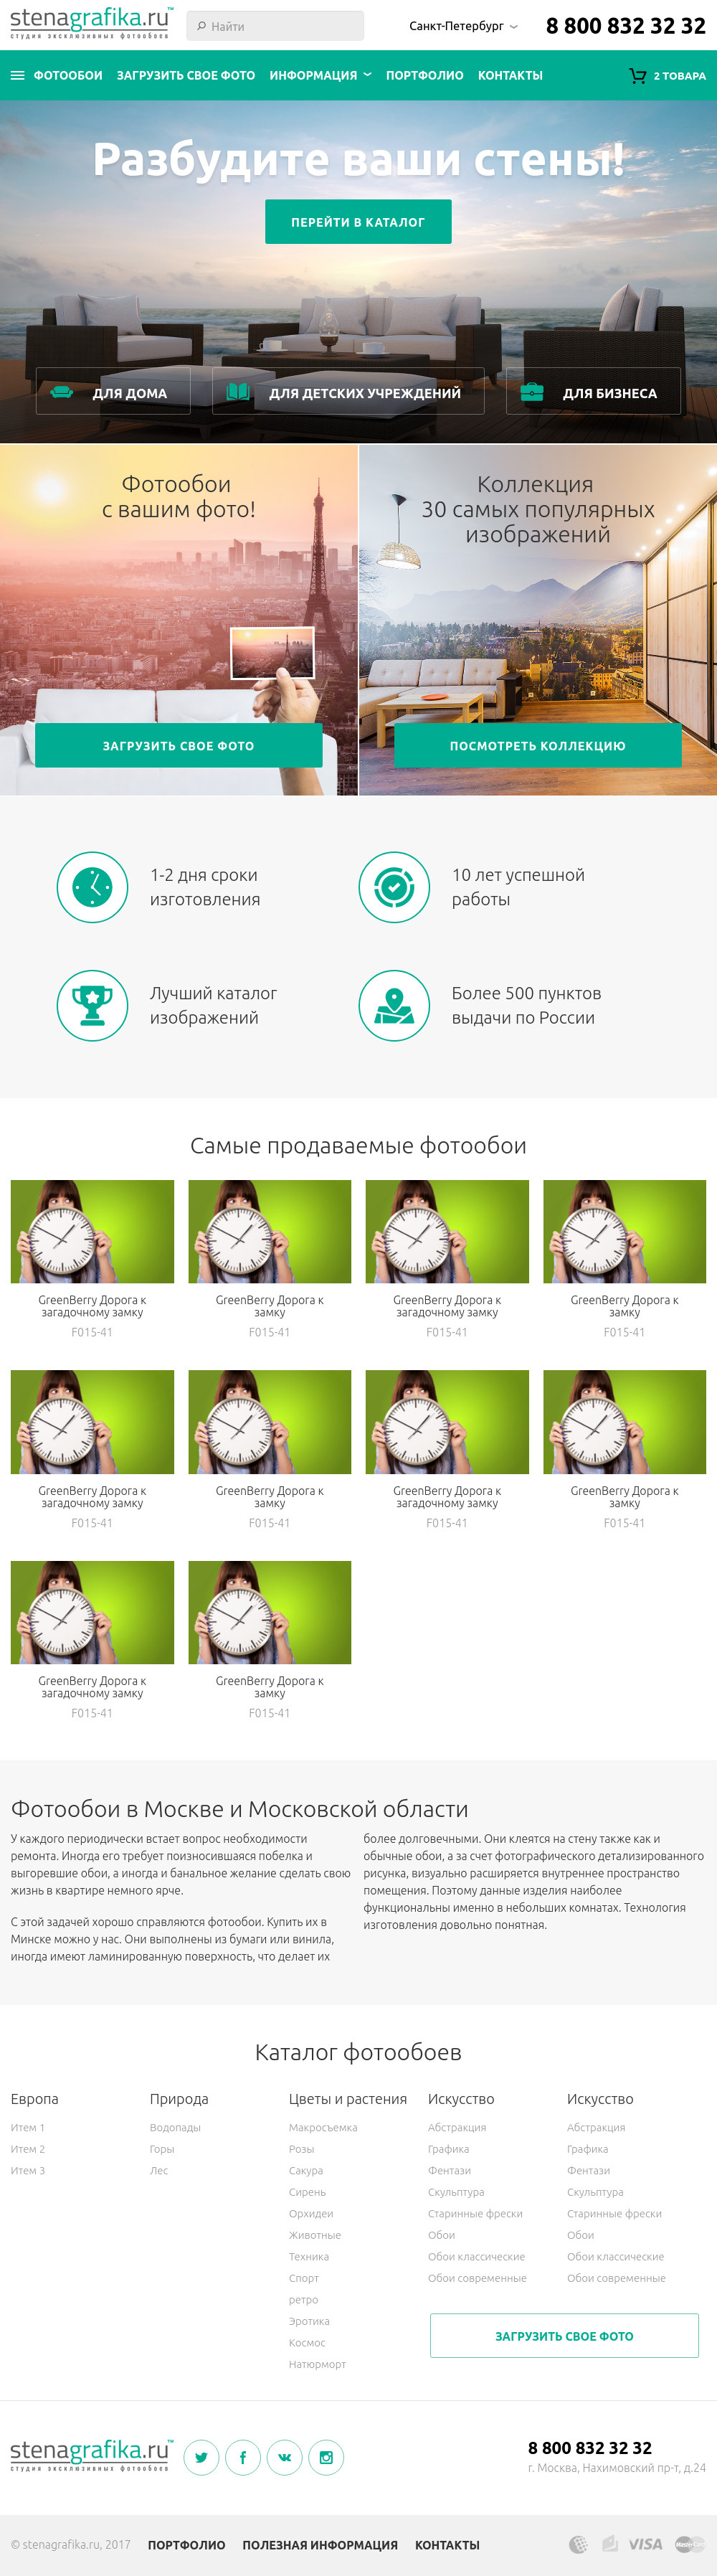 stenagrafika.ru™
студия эксклюзивных фотообоев
Найти
Санкт-Петербург
8 800 832 32 32
ФОТООБОИ
ЗАГРУЗИТЬ СВОЕ ФОТО
ИНФОРМАЦИЯ
ПОРТФОЛИО
КОНТАКТЫ
2 ТОВАРА
Разбудите ваши стены!
ПЕРЕЙТИ В КАТАЛОГ
ДЛЯ ДОМА
ДЛЯ ДЕТСКИХ УЧРЕЖДЕНИЙ
ДЛЯ БИЗНЕСА
Фотообои
с вашим фото!
ЗАГРУЗИТЬ СВОЕ ФОТО
Коллекция
30 самых популярных
изображений
ПОСМОТРЕТЬ КОЛЛЕКЦИЮ
1-2 дня сроки
изготовления
10 лет успешной
работы
Лучший каталог
изображений
Более 500 пунктов
выдачи по России
Самые продаваемые фотообои
GreenBerry Дорога к
загадочному замку
F015-41
GreenBerry Дорога к
замку
F015-41
GreenBerry Дорога к
загадочному замку
F015-41
GreenBerry Дорога к
замку
F015-41
GreenBerry Дорога к
загадочному замку
F015-41
GreenBerry Дорога к
замку
F015-41
GreenBerry Дорога к
загадочному замку
F015-41
GreenBerry Дорога к
замку
F015-41
GreenBerry Дорога к
загадочному замку
F015-41
GreenBerry Дорога к
замку
F015-41
Фотообои в Москве и Московской области
У каждого периодически встает вопрос необходимости
ремонта. Иногда его требует поизносившаяся побелка и
выгоревшие обои, а иногда и банальное желание сделать свою
жизнь в квартире немного ярче.
С этой задачей хорошо справляются фотообои. Купить их в
Минске можно у нас. Они выполнены из бумаги или винила,
иногда имеют ламинированную поверхность, что делает их
более долговечными. Они клеятся на стену также как и
обычные обои, а за счет фотографического детализированного
рисунка, визуально расширяется внутреннее пространство
помещения. Поэтому данные изделия наиболее
функциональны именно в небольших комнатах. Технология
изготовления довольно понятная.
Каталог фотообоев
Европа
Итем 1
Итем 2
Итем 3
Природа
Водопады
Горы
Лес
Цветы и растения
Макросъемка
Розы
Сакура
Сирень
Орхидеи
Животные
Техника
Спорт
ретро
Эротика
Космос
Натюрморт
Искусство
Абстракция
Графика
Фентази
Скульптура
Старинные фрески
Обои
Обои классические
Обои современные
Искусство
Абстракция
Графика
Фентази
Скульптура
Старинные фрески
Обои
Обои классические
Обои современные
ЗАГРУЗИТЬ СВОЕ ФОТО
stenagrafika.ru™
студия эксклюзивных фотообоев
8 800 832 32 32
г. Москва, Нахимовский пр-т, д.24
© stenagrafika.ru, 2017
ПОРТФОЛИО
ПОЛЕЗНАЯ ИНФОРМАЦИЯ
КОНТАКТЫ
VISA
MasterCard